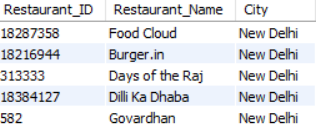 Restaurant_ID Restaurant_Name City
18287358 Food Cloud New Delhi
18216944 Burger.in New Delhi
313333 Days of the Raj New Delhi
18384127 Dilli Ka Dhaba New Delhi
582 Govardhan New Delhi